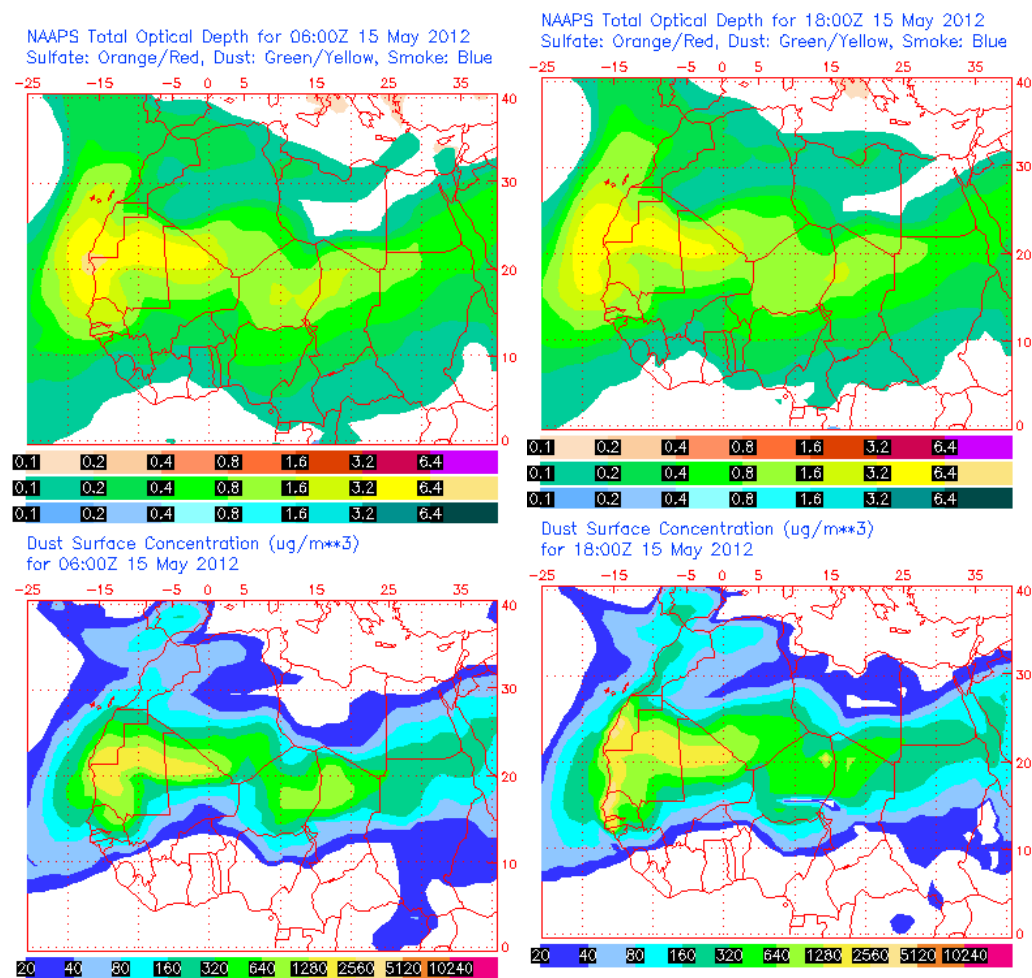 NAAPS Total Optical Depth for 06:00Z 15 May 2012
Sulfate: Orange/Red, Dust: Green/Yellow, Smoke: Blue
-25 -15 -5 0 5 15 25 35
40
30
20
10
0
0.1 0.2 0.4 0.8 1.6 3.2 6.4
0.1 0.2 0.4 0.8 1.6 3.2 6.4
0.1 0.2 0.4 0.8 1.6 3.2 6.4
NAAPS Total Optical Depth for 18:00Z 15 May 2012
Sulfate: Orange/Red, Dust: Green/Yellow, Smoke: Blue
-25 -15 -5 0 5 15 25 35
40
30
20
10
0
0.1 0.2 0.4 0.8 1.6 3.2 6.4
0.1 0.2 0.4 0.8 1.6 3.2 6.4
0.1 0.2 0.4 0.8 1.6 3.2 6.4
Dust Surface Concentration (ug/m**3)
for 06:00Z 15 May 2012
-25 -15 -5 0 5 15 25 35
40
30
20
10
0
20 40 80 160 320 640 1280 2560 5120 10240
Dust Surface Concentration (ug/m**3)
for 18:00Z 15 May 2012
-25 -15 -5 0 5 15 25 35
40
30
20
10
0
20 40 80 160 320 640 1280 2560 5120 10240